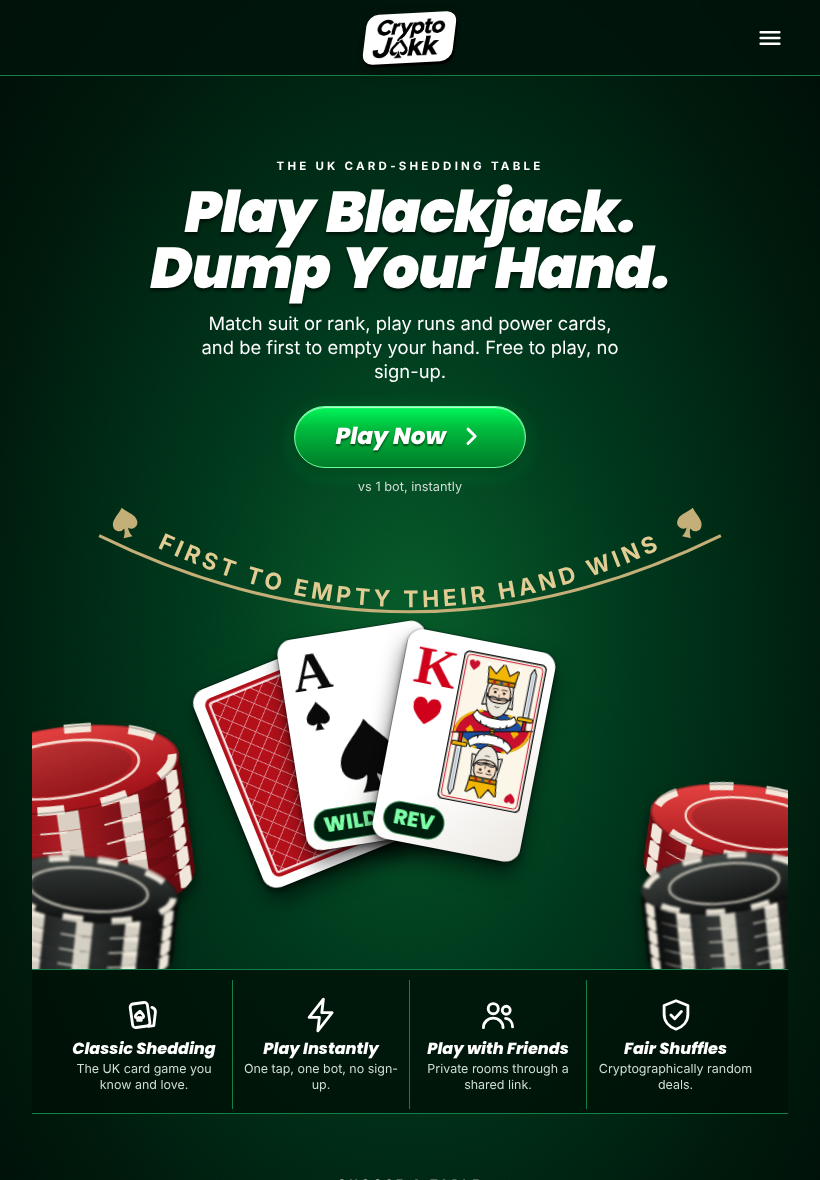 Crypto
Jakk
THE UK CARD-SHEDDING TABLE
Play Blackjack.
Dump Your Hand.
Match suit or rank, play runs and power cards,
and be first to empty your hand. Free to play, no
sign-up.
Play Now
vs 1 bot, instantly
FIRST TO EMPTY THEIR HAND WINS
A
K
WILD
REV
Classic Shedding
The UK card game you
know and love.
Play Instantly
One tap, one bot, no sign-
up.
Play with Friends
Private rooms through a
shared link.
Fair Shuffles
Cryptographically random
deals.